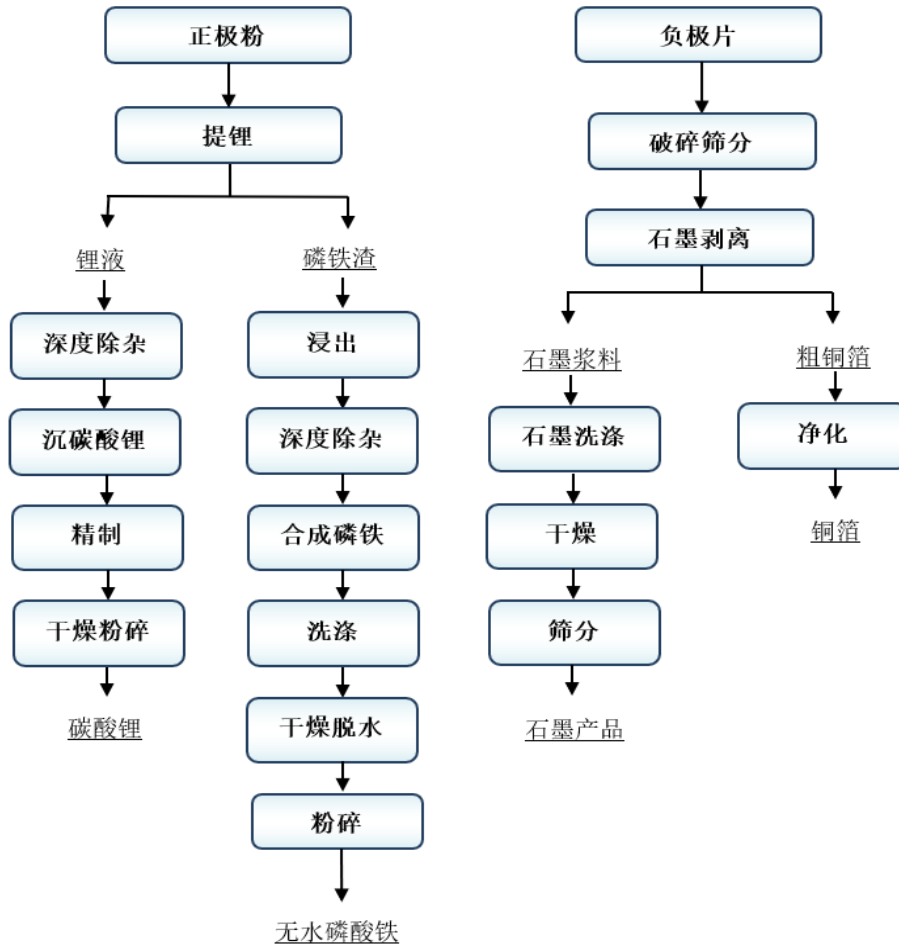 正极粉
提锂
锂液
深度除杂
沉碳酸锂
精制
干燥粉碎
碳酸锂
磷铁渣
浸出
深度除杂
合成磷铁
洗涤
干燥脱水
粉碎
无水磷酸铁
负极片
破碎筛分
石墨剥离
石墨浆料
石墨洗涤
干燥
筛分
石墨产品
粗铜箔
净化
铜箔